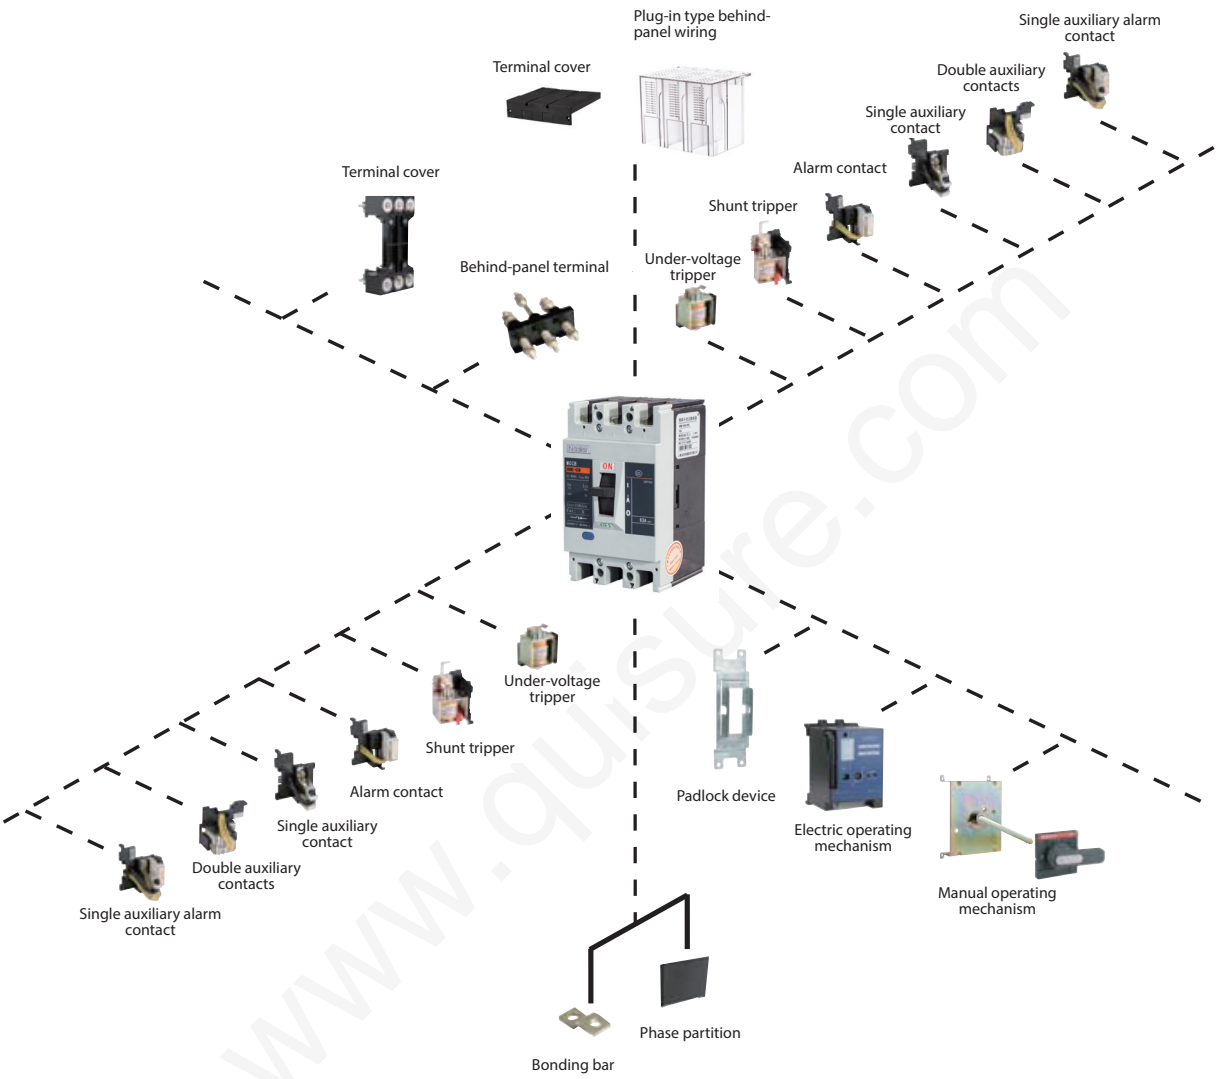 Plug-in type behind-
panel wiring
Single auxiliary alarm
contact
Terminal cover
Double auxiliary
contacts
Single auxiliary
contact
Terminal cover
Alarm contact
Shunt tripper
Behind-panel terminal
Under-voltage
tripper
MCCB
ON
Under-voltage
tripper
Shunt tripper
Alarm contact
Single auxiliary
contact
Double auxiliary
contacts
Single auxiliary alarm
contact
Padlock device
Electric operating
mechanism
Manual operating
mechanism
Phase partition
Bonding bar
www.quisure.com